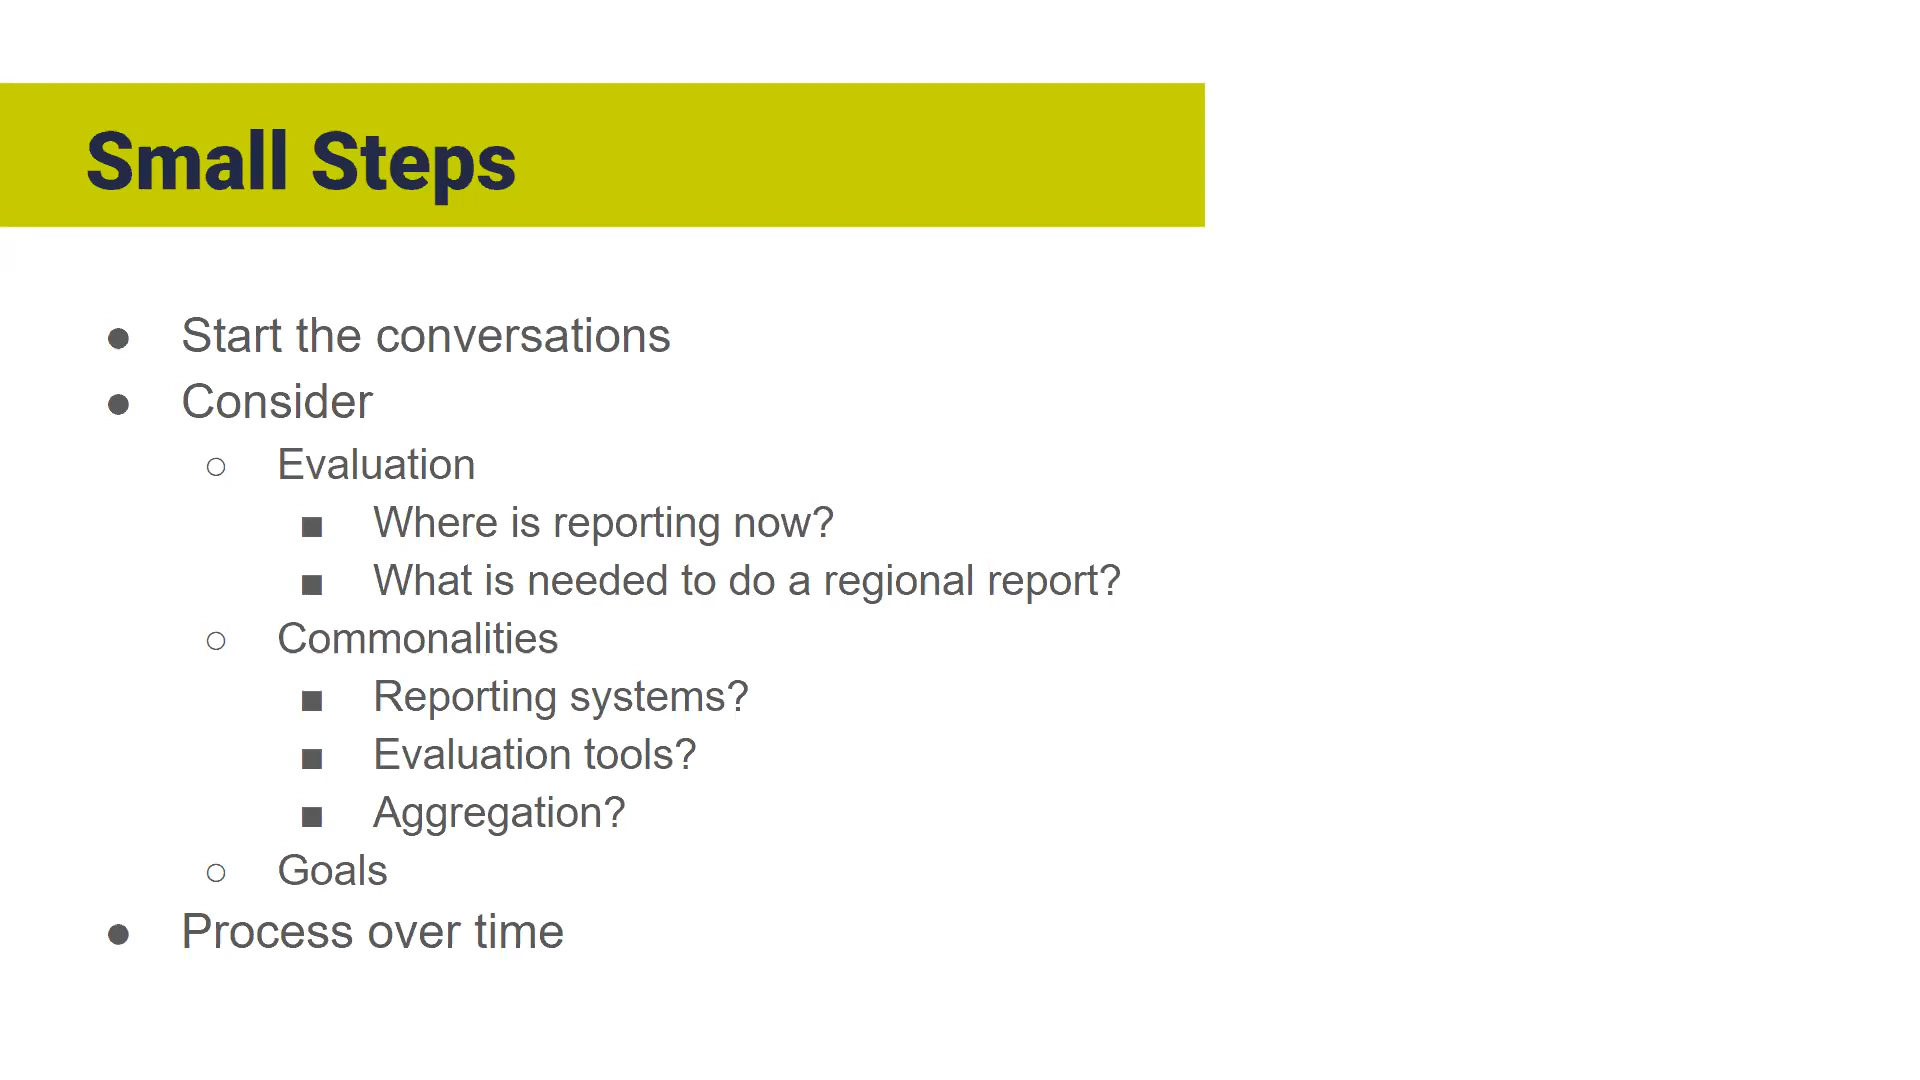 Small Steps
● Start the conversations
● Consider
○ Evaluation
■ Where is reporting now?
■ What is needed to do a regional report?
○ Commonalities
■ Reporting systems?
■ Evaluation tools?
■ Aggregation?
○ Goals
● Process over time